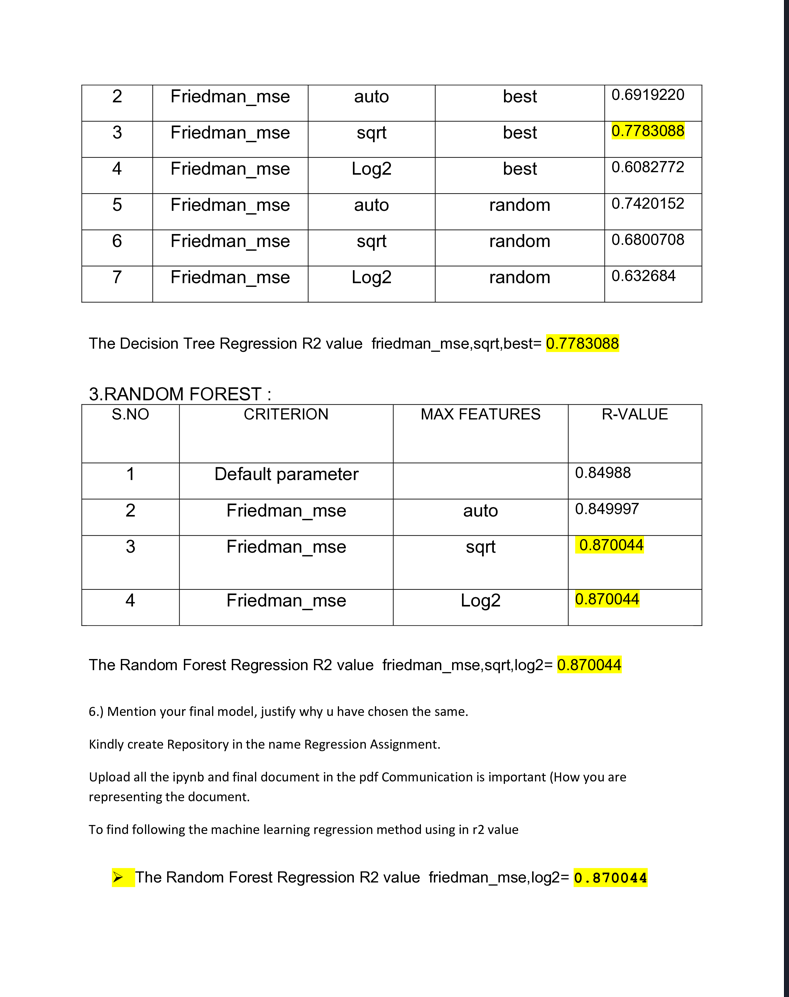 2 Friedman_mse auto best 0.6919220
3 Friedman_mse sqrt best 0.7783088
4 Friedman_mse Log2 best 0.6082772
5 Friedman_mse auto random 0.7420152
6 Friedman_mse sqrt random 0.6800708
7 Friedman_mse Log2 random 0.632684
The Decision Tree Regression R2 value friedman_mse,sqrt,best= 0.7783088
3.RANDOM FOREST :
S.NO CRITERION MAX FEATURES R-VALUE
1 Default parameter 0.84988
2 Friedman_mse auto 0.849997
3 Friedman_mse sqrt 0.870044
4 Friedman_mse Log2 0.870044
The Random Forest Regression R2 value friedman_mse,sqrt,log2= 0.870044
6.) Mention your final model, justify why u have chosen the same.
Kindly create Repository in the name Regression Assignment.
Upload all the ipynb and final document in the pdf Communication is important (How you are
representing the document.
To find following the machine learning regression method using in r2 value
➢ The Random Forest Regression R2 value friedman_mse,log2= 0.870044